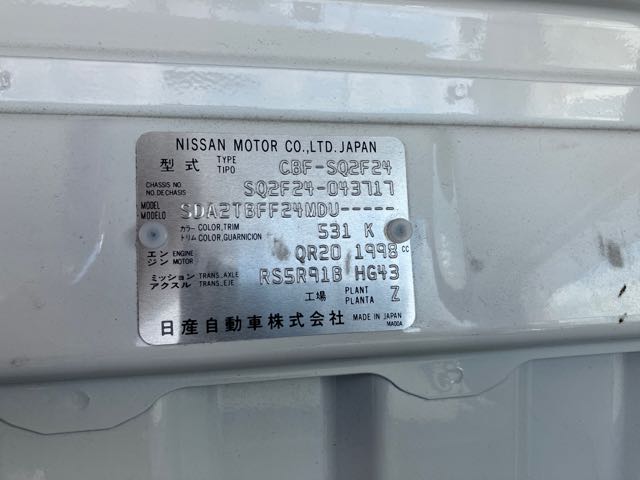 NISSAN MOTOR CO.,LTD.JAPAN
型式 TYPE TIPO CBF-SQ2F24
CHASSIS NO. NO.DECHASIS SQ2F24-043717
MODEL MODELO SDA2TBFF24MDU-----
カラー COLOR,TRIM トリム COLOR,GUARNICION 531 K
エンジン ENGINE MOTOR QR20 1998 cc
ミッション TRANS.,AXLE アクスル TRANS.,EJE RS5R91B HG43
工場 PLANT PLANTA Z
日産自動車株式会社 MADE IN JAPAN
MA00A